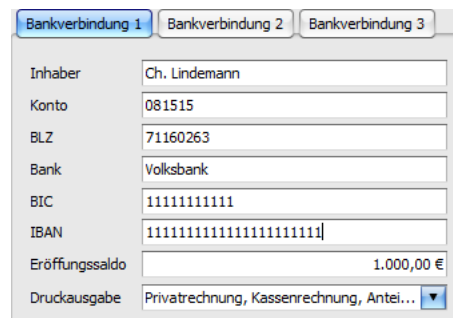 Bankverbindung 1 Bankverbindung 2 Bankverbindung 3
Inhaber Ch. Lindemann
Konto 081515
BLZ 71160263
Bank Volksbank
BIC 11111111111
IBAN 1111111111111111111111
Eröffungssaldo 1.000,00 €
Druckausgabe Privatrechnung, Kassenrechnung, Antei...